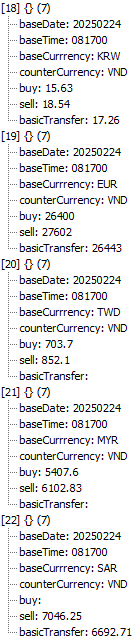 [18] {} (7)
baseDate: 20250224
baseTime: 081700
baseCurrrency: KRW
counterCurrency: VND
buy: 15.63
sell: 18.54
basicTransfer: 17.26
[19] {} (7)
baseDate: 20250224
baseTime: 081700
baseCurrrency: EUR
counterCurrency: VND
buy: 26400
sell: 27602
basicTransfer: 26443
[20] {} (7)
baseDate: 20250224
baseTime: 081700
baseCurrrency: TWD
counterCurrency: VND
buy: 703.7
sell: 852.1
basicTransfer:
[21] {} (7)
baseDate: 20250224
baseTime: 081700
baseCurrrency: MYR
counterCurrency: VND
buy: 5407.6
sell: 6102.83
basicTransfer:
[22] {} (7)
baseDate: 20250224
baseTime: 081700
baseCurrrency: SAR
counterCurrency: VND
buy:
sell: 7046.25
basicTransfer: 6692.71